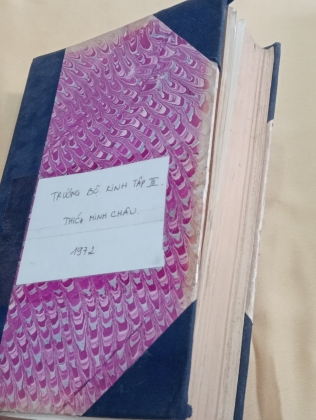 TRƯỜNG BỘ KINH TẬP III.
THÍCH MINH CHÂU.
1972